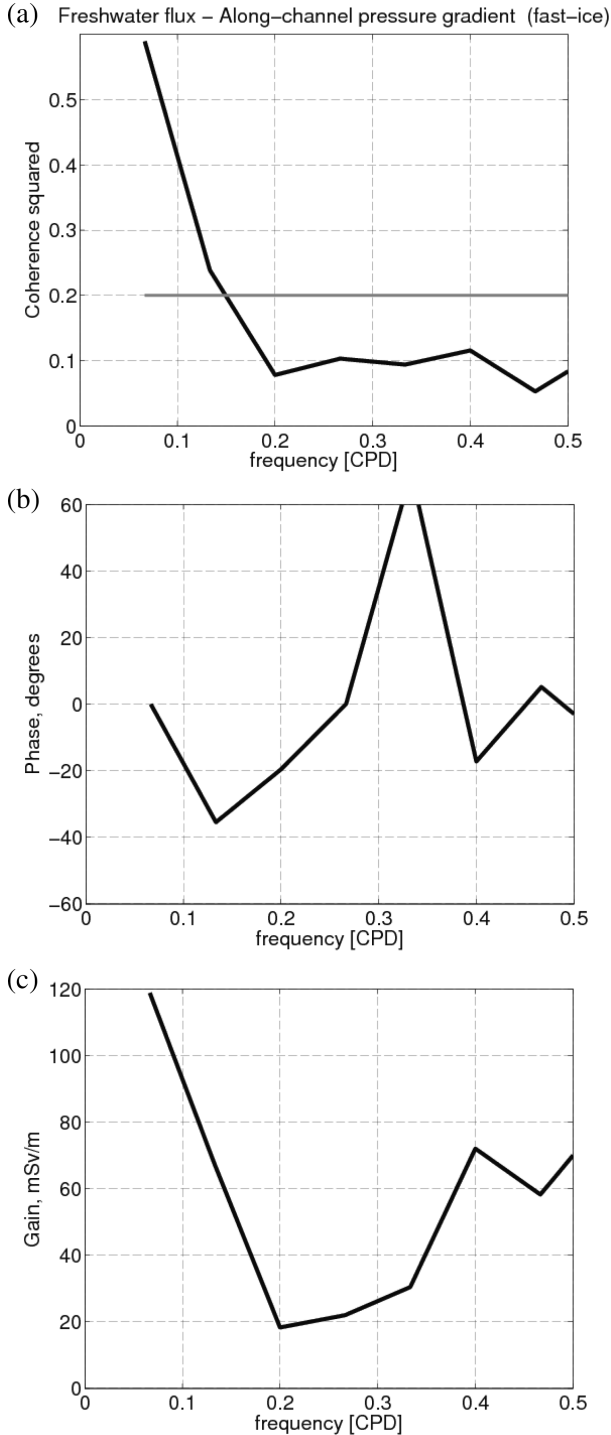 (a) Freshwater flux − Along−channel pressure gradient (fast−ice)
0.5
0.4
0.3
0.2
0.1
0
Coherence squared
0 0.1 0.2 0.3 0.4 0.5
frequency [CPD]
(b)
60
40
20
0
−20
−40
−60
Phase, degrees
0 0.1 0.2 0.3 0.4 0.5
frequency [CPD]
(c)
120
100
80
60
40
20
0
Gain, mSv/m
0 0.1 0.2 0.3 0.4 0.5
frequency [CPD]